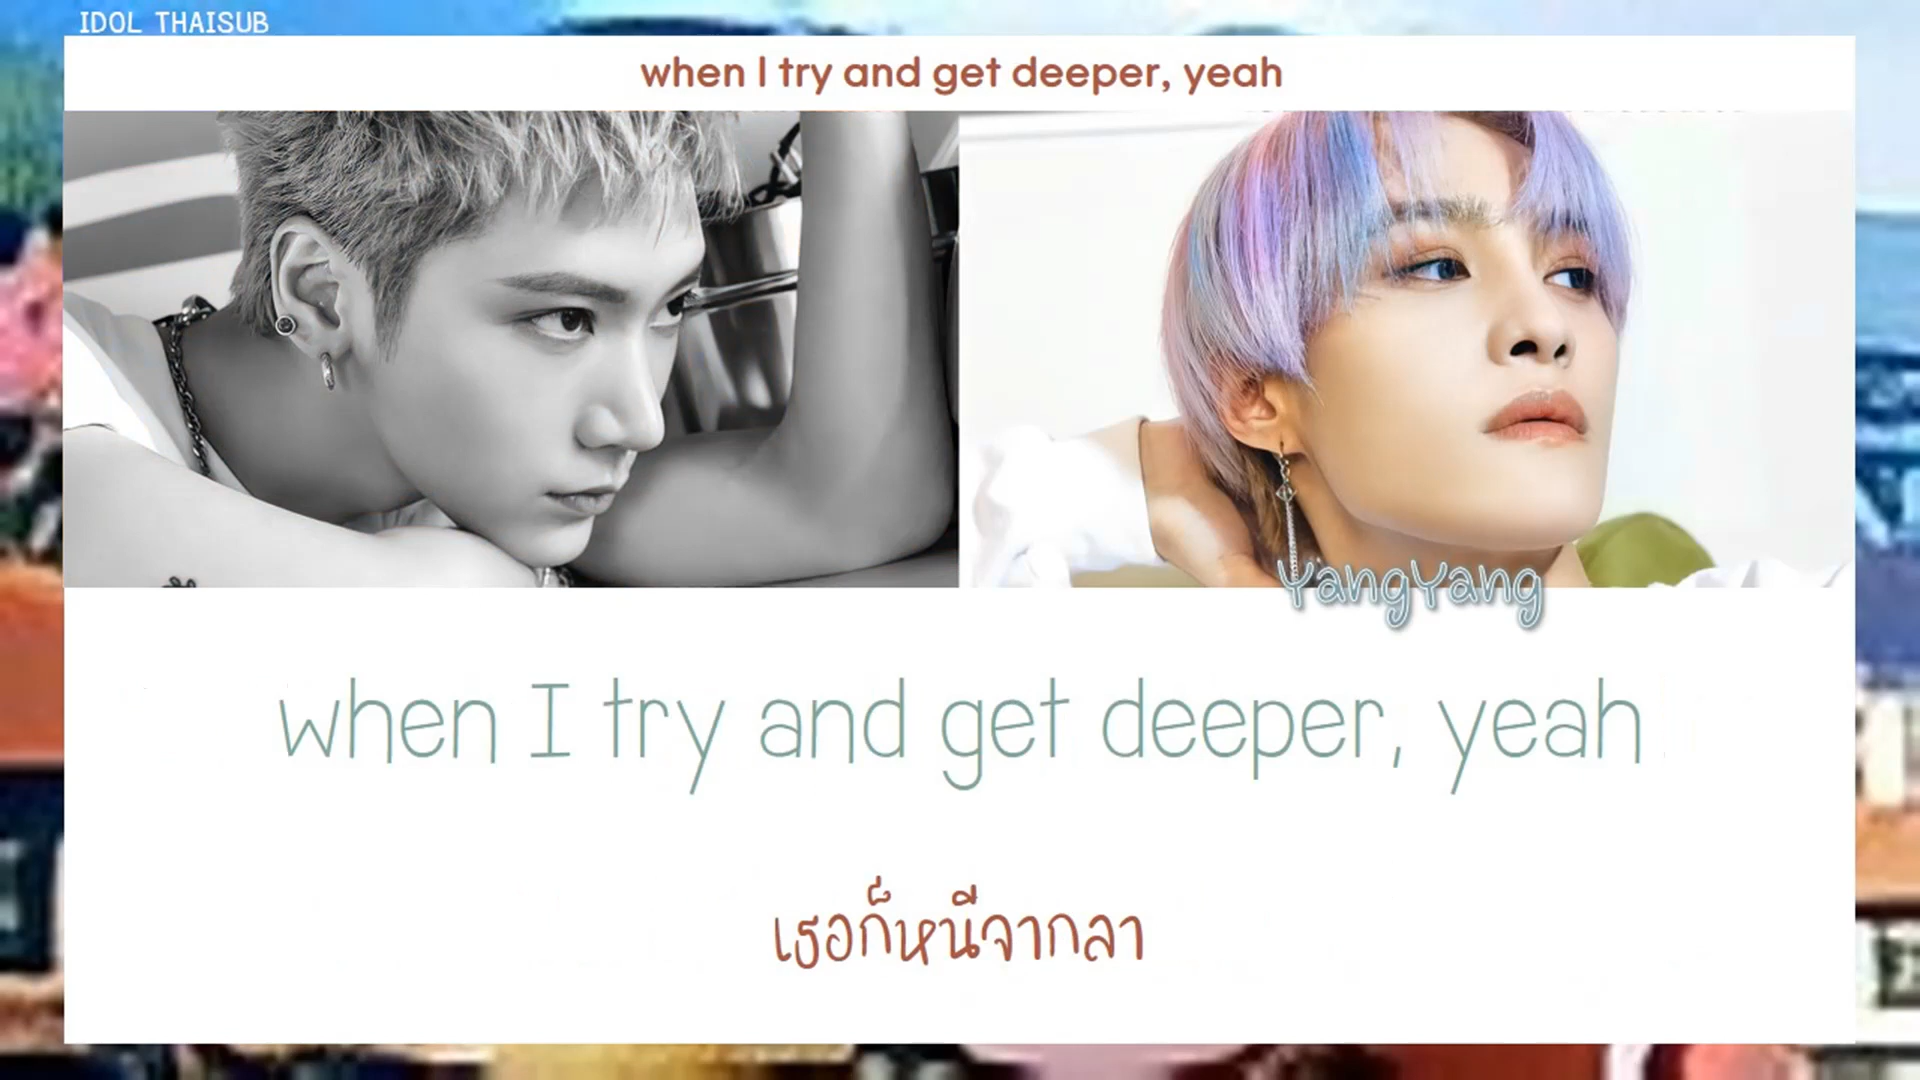 IDOL THAISUB
when I try and get deeper, yeah
YangYang
when I try and get deeper, yeah
เธอก็หนีจากลา